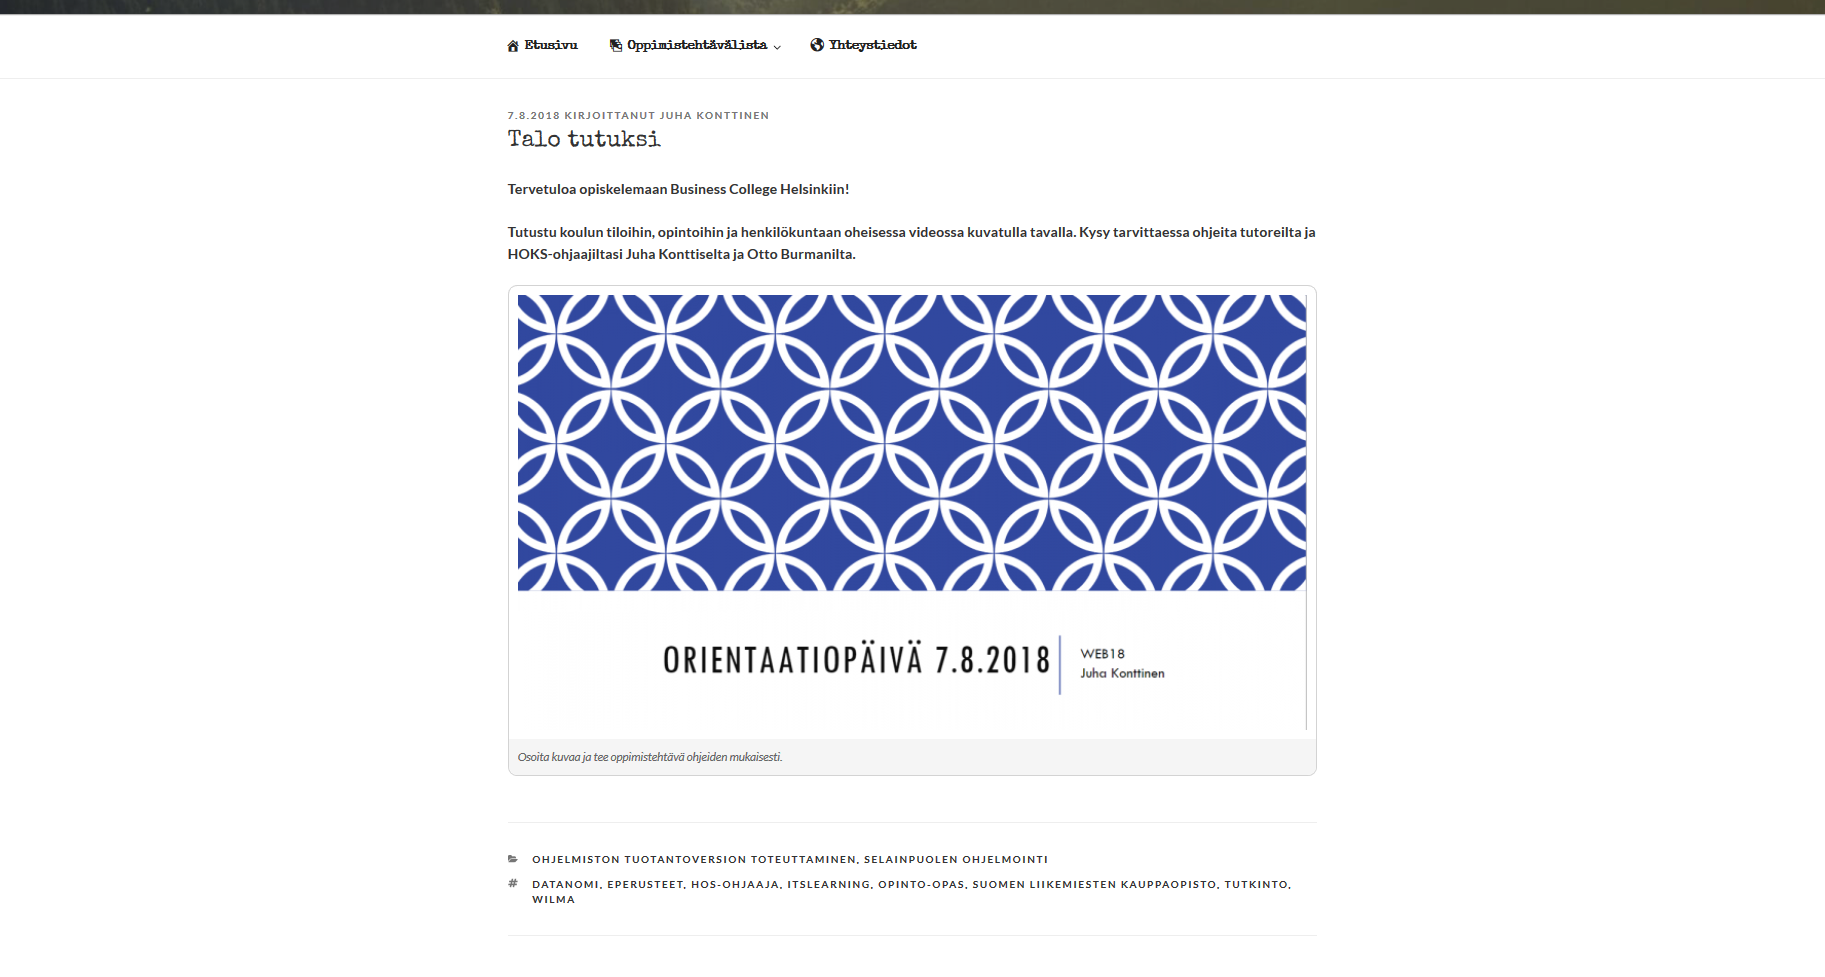 Etusivu Oppimistehtävälista Yhteystiedot
7.8.2018 KIRJOITTANUT JUHA KONTTINEN
Talo tutuksi
Tervetuloa opiskelemaan Business College Helsinkiin!
Tutustu koulun tiloihin, opintoihin ja henkilökuntaan oheisessa videossa kuvatulla tavalla. Kysy tarvittaessa ohjeita tutoreilta ja
HOKS-ohjaajiltasi Juha Konttiselta ja Otto Burmanilta.
ORIENTAATIOPÄIVÄ 7.8.2018
WEB18
Juha Konttinen
Osoita kuvaa ja tee oppimistehtävä ohjeiden mukaisesti.
OHJELMISTON TUOTANTOVERSION TOTEUTTAMINEN, SELAINPUOLEN OHJELMOINTI
# DATANOMI, EPERUSTEET, HOS-OHJAAJA, ITSLEARNING, OPINTO-OPAS, SUOMEN LIIKEMIESTEN KAUPPAOPISTO, TUTKINTO,
WILMA